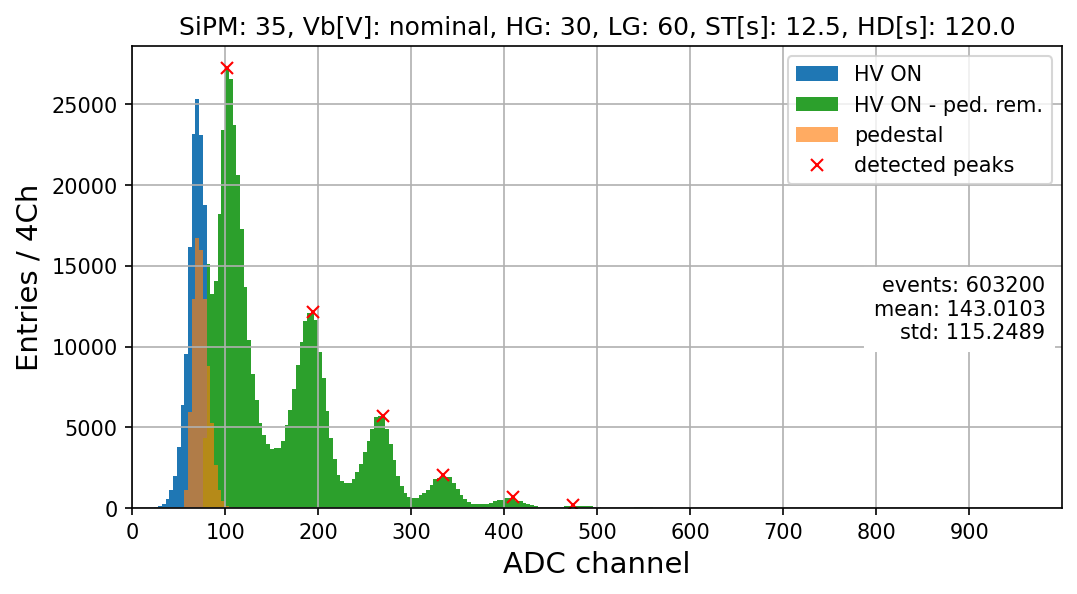 SiPM: 35, Vb[V]: nominal, HG: 30, LG: 60, ST[s]: 12.5, HD[s]: 120.0
HV ON
HV ON - ped. rem.
pedestal
detected peaks
events: 603200
mean: 143.0103
std: 115.2489
Entries / 4Ch
25000
20000
15000
10000
5000
0
0 100 200 300 400 500 600 700 800 900
ADC channel